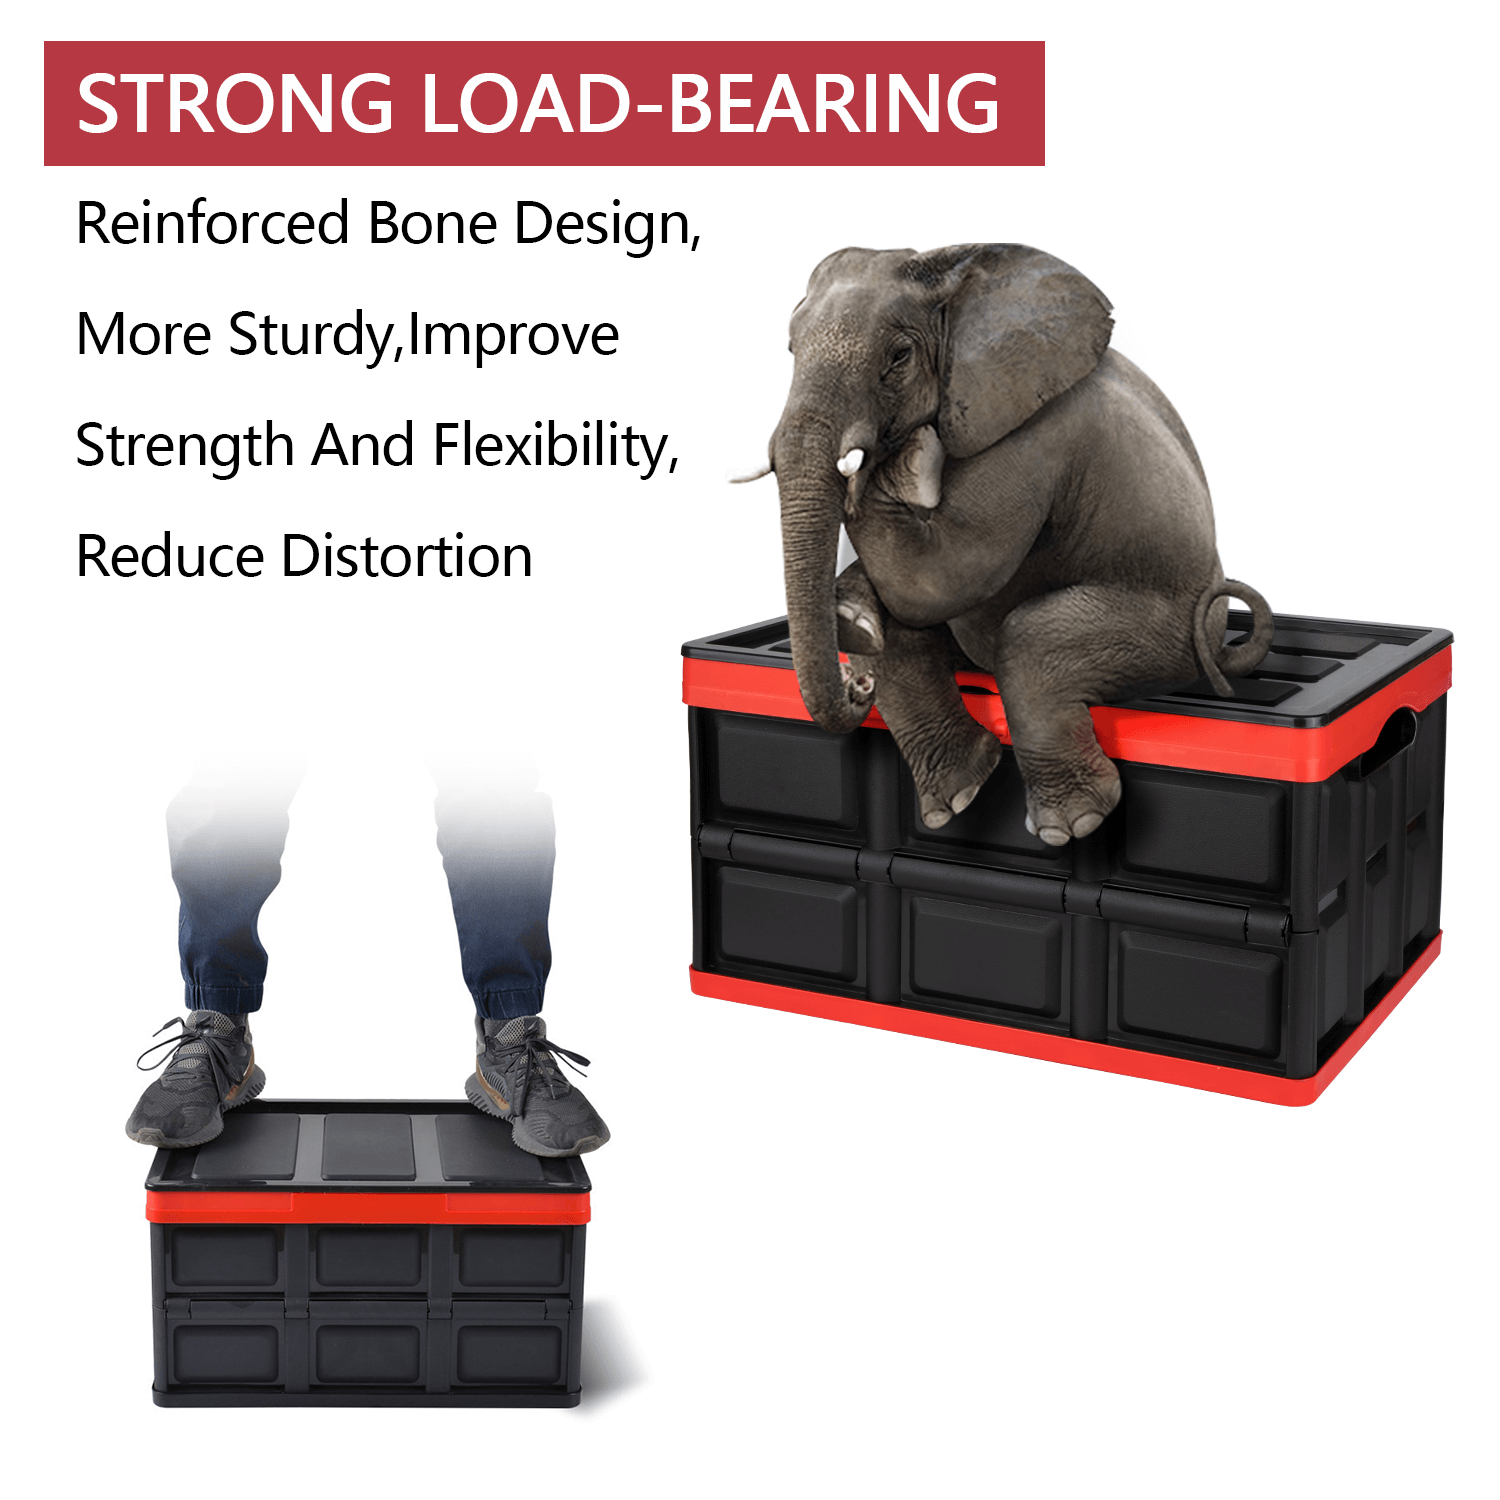 STRONG LOAD-BEARING
Reinforced Bone Design,
More Sturdy,Improve
Strength And Flexibility,
Reduce Distortion